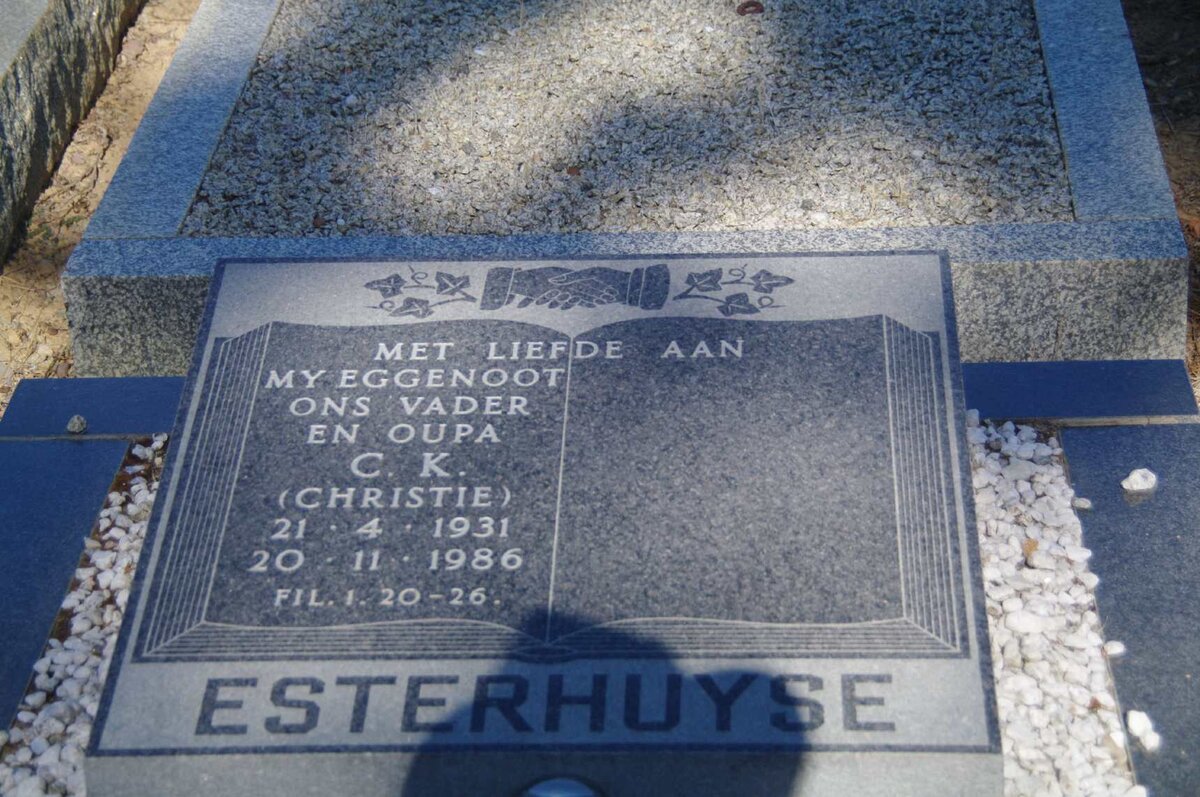 MET LIEFDE AAN
MY EGGENOOT
ONS VADER
EN OUPA
C. K.
(CHRISTIE)
21 · 4 · 1931
20 · 11 · 1986
FIL. 1. 20-26.
ESTERHUYSE